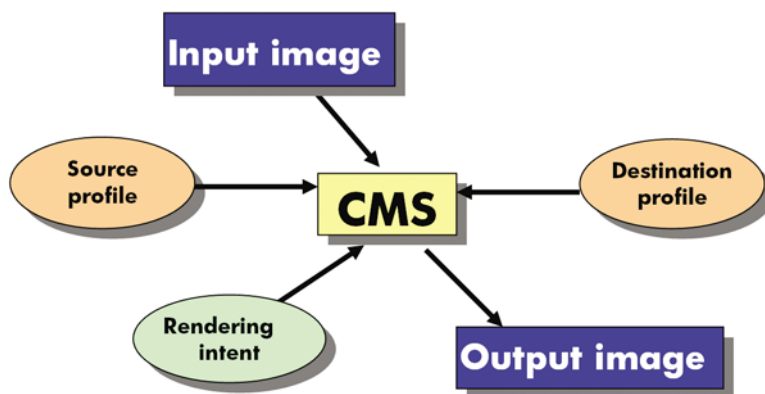 Input image
Source
profile
Destination
profile
CMS
Rendering
intent
Output image